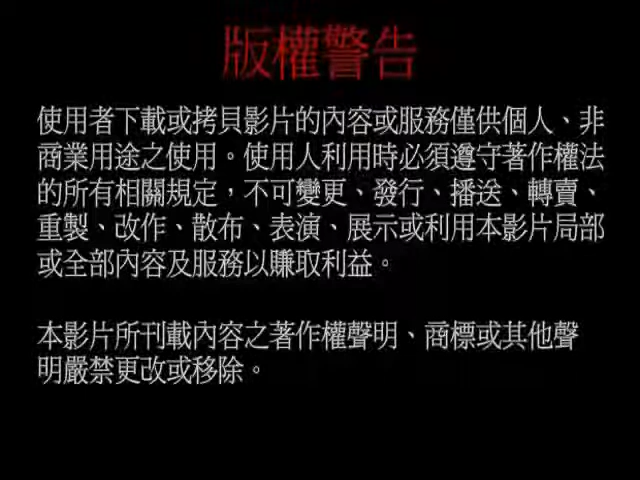 版權警告
使用者下載或拷貝影片的內容或服務僅供個人、非
商業用途之使用。使用人利用時必須遵守著作權法
的所有相關規定，不可變更、發行、播送、轉賣、
重製、改作、散布、表演、展示或利用本影片局部
或全部內容及服務以賺取利益。
本影片所刊載內容之著作權聲明、商標或其他聲
明嚴禁更改或移除。